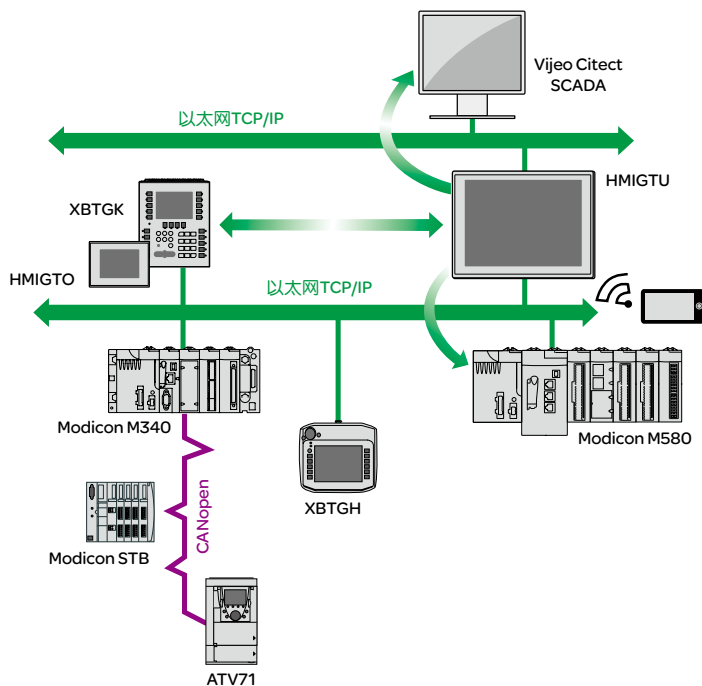 Vijeo Citect
SCADA
以太网TCP/IP
HMIGTU
XBTGK
HMIGTO
以太网TCP/IP
Modicon M340
Modicon M580
XBTGH
CANopen
Modicon STB
ATV71